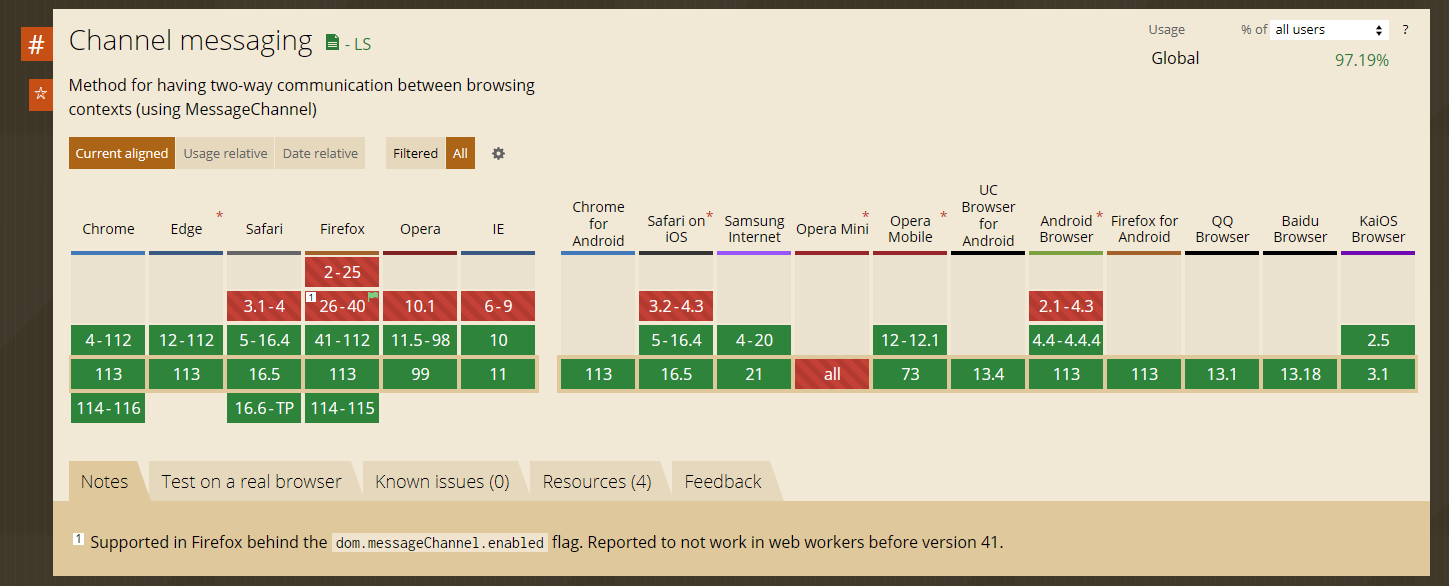 #
Channel messaging - LS
Usage % of all users ?
Global 97.19%
☆
Method for having two-way communication between browsing
contexts (using MessageChannel)
Current aligned Usage relative Date relative Filtered All
Chrome Edge * Safari Firefox Opera IE
Chrome for Android Safari on iOS * Samsung Internet Opera Mini * Opera Mobile * UC Browser for Android Android Browser * Firefox for Android QQ Browser Baidu Browser KaiOS Browser
2-25
3.1-4 1 26-40 10.1 6-9 3.2-4.3 2.1-4.3
4-112 12-112 5-16.4 41-112 11.5-98 10 5-16.4 4-20 12-12.1 4.4-4.4.4 2.5
113 113 16.5 113 99 11 113 16.5 21 all 73 13.4 113 113 13.1 13.18 3.1
114-116 16.6-TP 114-115
Notes Test on a real browser Known issues (0) Resources (4) Feedback
1 Supported in Firefox behind the dom.messageChannel.enabled flag. Reported to not work in web workers before version 41.